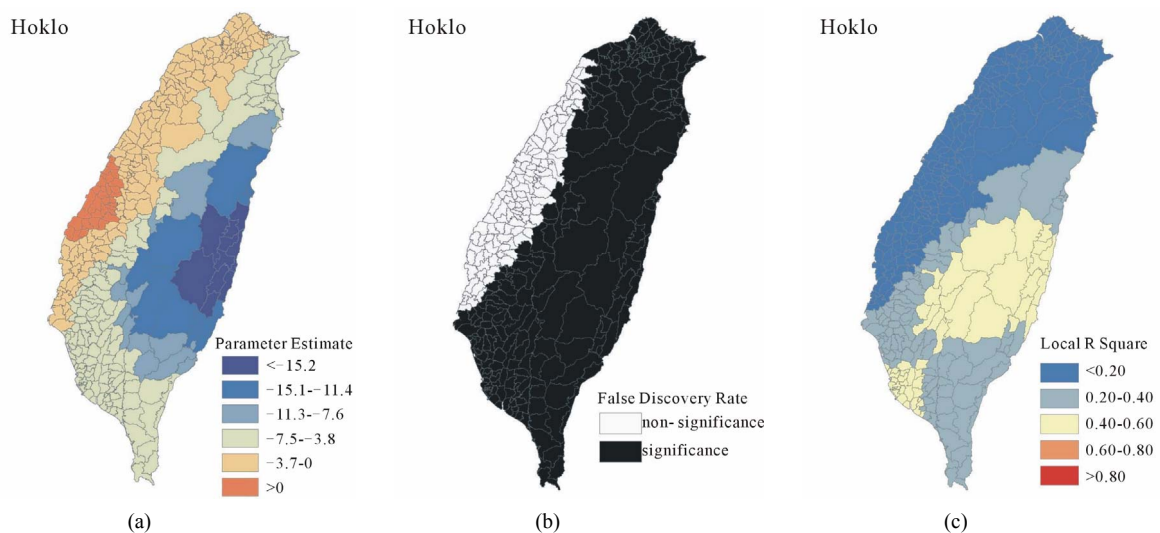 Hoklo
Parameter Estimate
<−15.2
−15.1-−11.4
−11.3-−7.6
−7.5-−3.8
−3.7-0
>0
(a)
False Discovery Rate
non- significance
significance
(b)
Hoklo
Hoklo
Local R Square
<0.20
0.20-0.40
0.40-0.60
0.60-0.80
>0.80
(c)